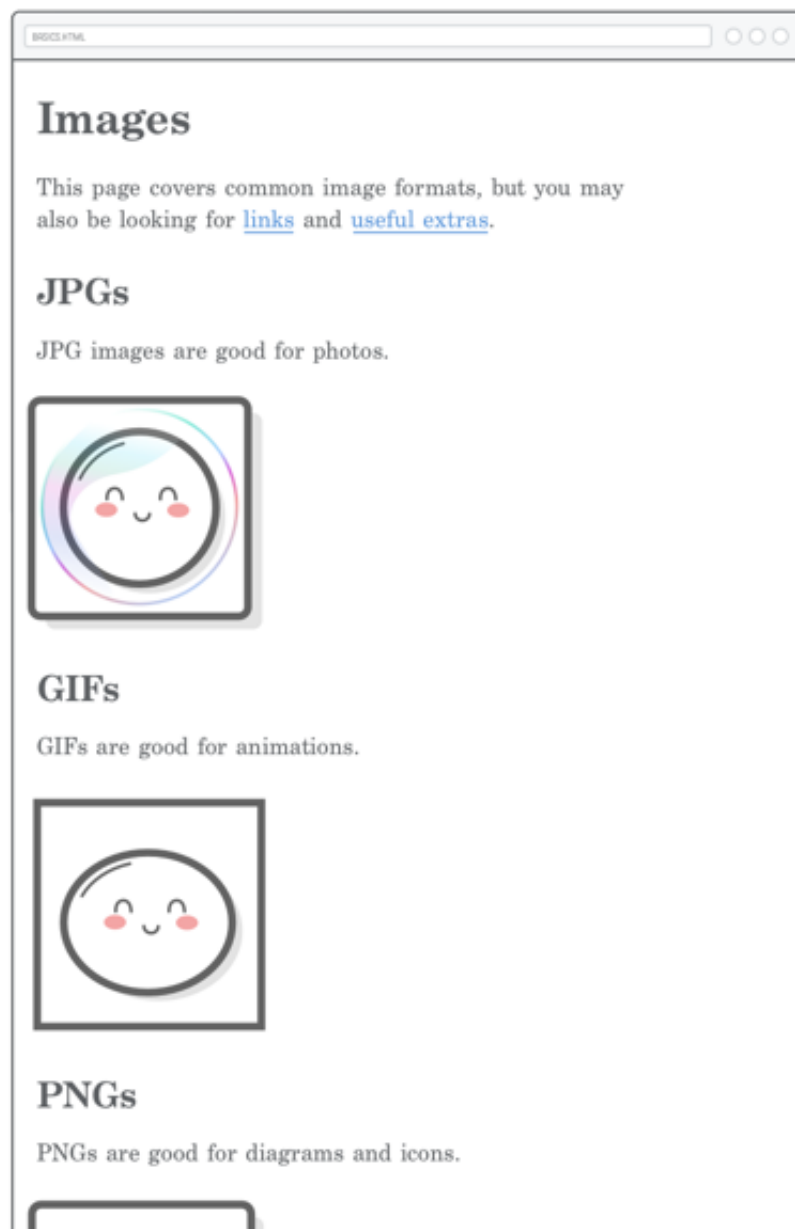 BASICS.HTML
Images
This page covers common image formats, but you may
also be looking for links and useful extras.
JPGs
JPG images are good for photos.
GIFs
GIFs are good for animations.
PNGs
PNGs are good for diagrams and icons.